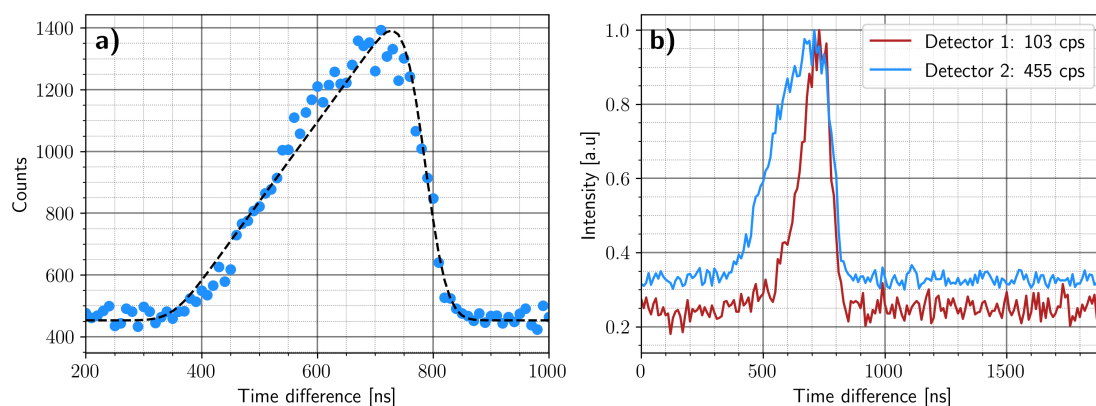 a)
1400
1200
1000
800
600
400
Counts
200
400
600
800
1000
Time difference [ns]
b)
Detector 1: 103 cps
Detector 2: 455 cps
1.0
0.8
0.6
0.4
0.2
Intensity [a.u]
0
500
1000
1500
Time difference [ns]